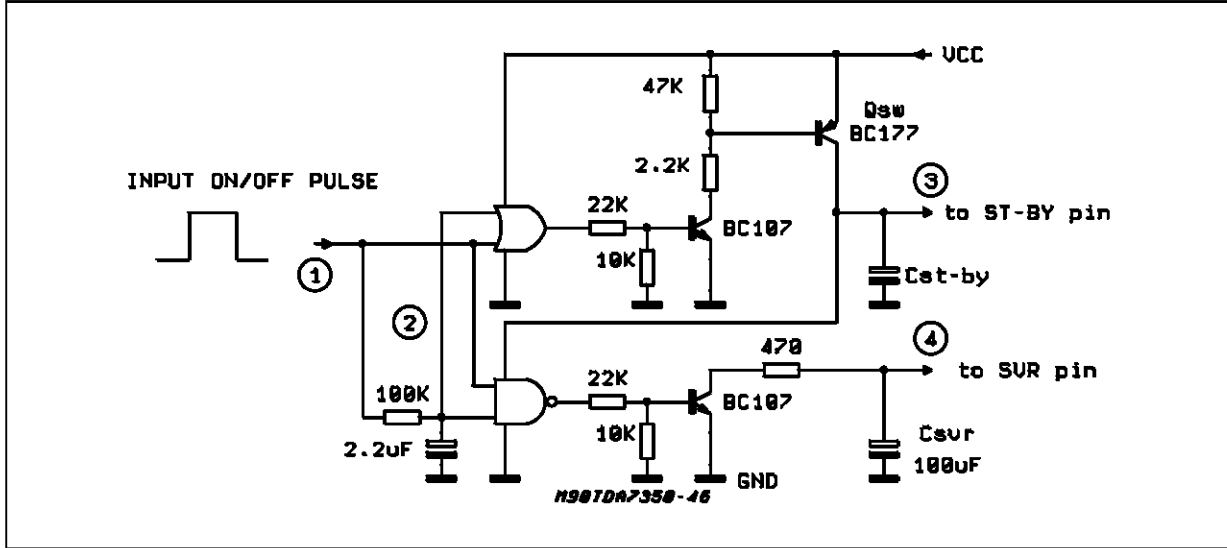 VCC
47K
Qsw
BC177
2.2K
INPUT ON/OFF PULSE
3
to ST-BY pin
22K
BC107
10K
1
Cst-by
2
4
470
to SVR pin
100K
22K
BC107
10K
2.2uF
Csvr
100uF
GND
M90TDA7350-46